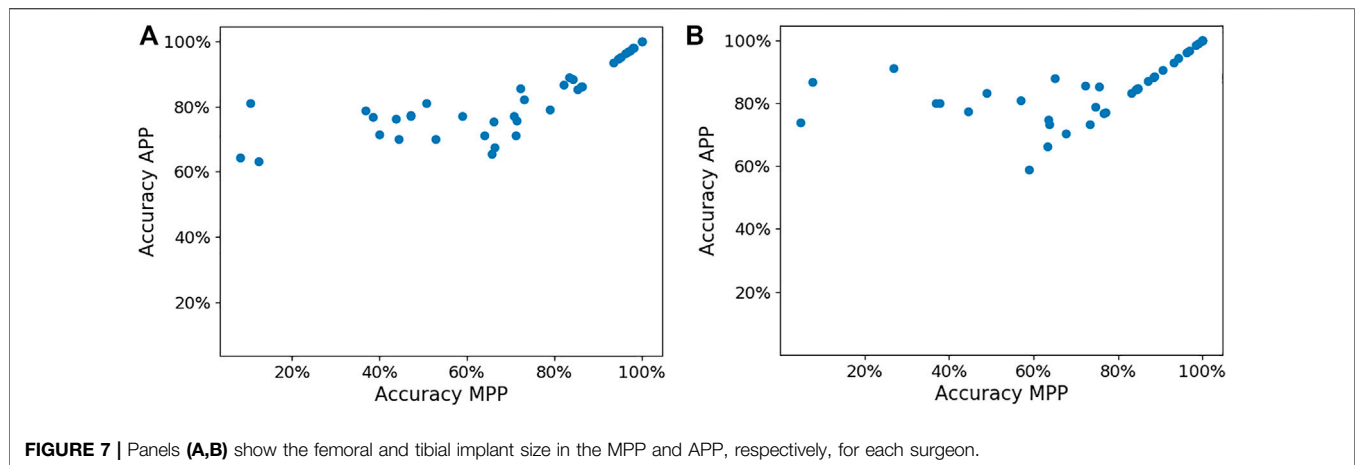 A
100%
80%
60%
40%
20%
Accuracy APP
20% 40% 60% 80% 100%
Accuracy MPP
B
100%
80%
60%
40%
20%
Accuracy APP
20% 40% 60% 80% 100%
Accuracy MPP
FIGURE 7 | Panels (A,B) show the femoral and tibial implant size in the MPP and APP, respectively, for each surgeon.